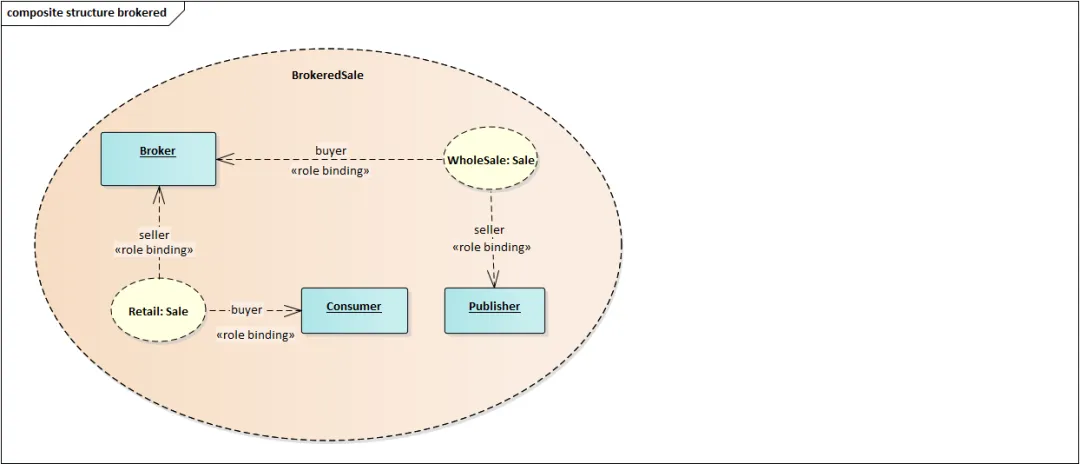 composite structure brokered
BrokeredSale
Broker
buyer
«role binding»
WholeSale: Sale
seller
«role binding»
seller
«role binding»
Retail: Sale
buyer
«role binding»
Consumer
Publisher